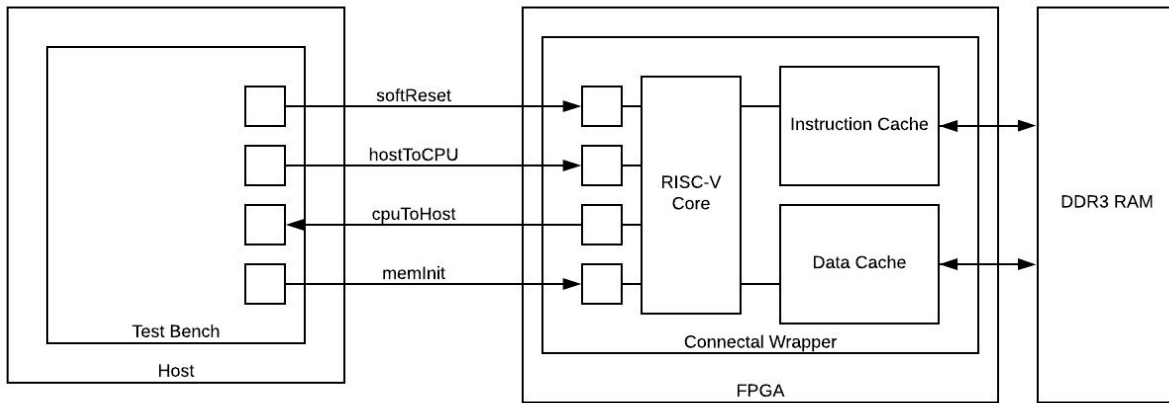 softReset
hostToCPU
cpuToHost
memInit
Test Bench
Host
RISC-V
Core
Instruction Cache
Data Cache
Connectal Wrapper
FPGA
DDR3 RAM